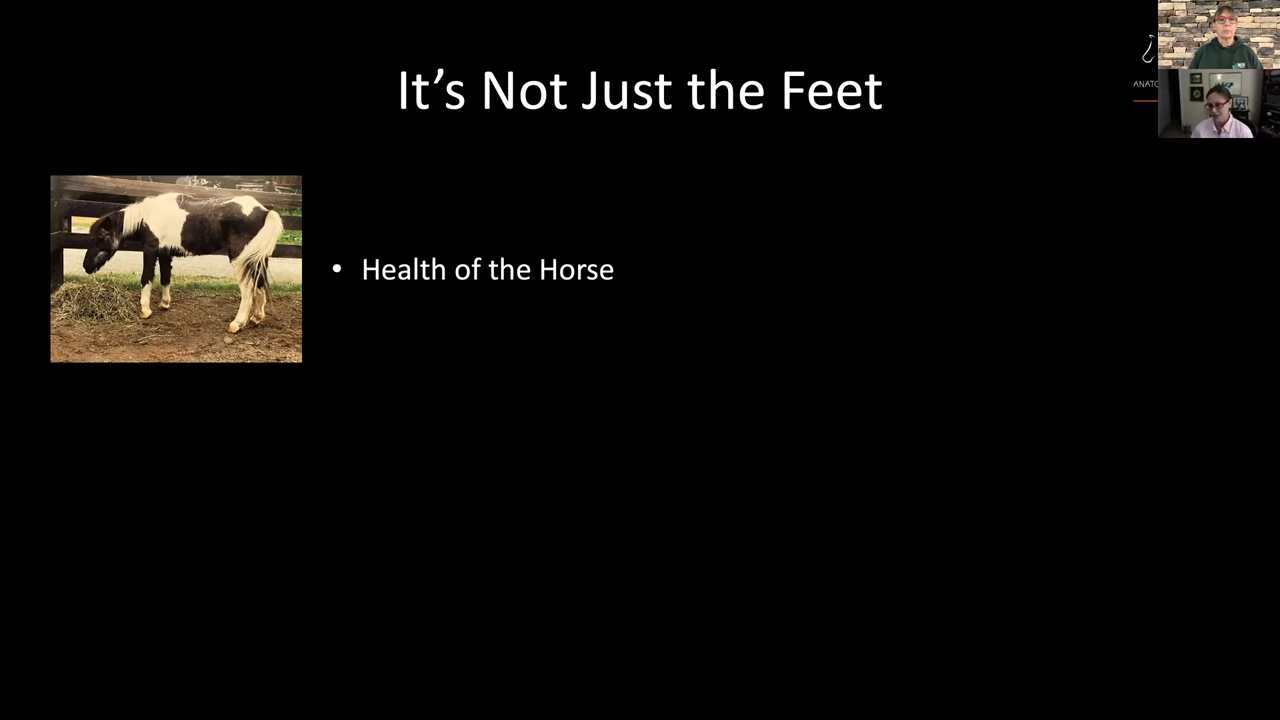 It’s Not Just the Feet
• Health of the Horse